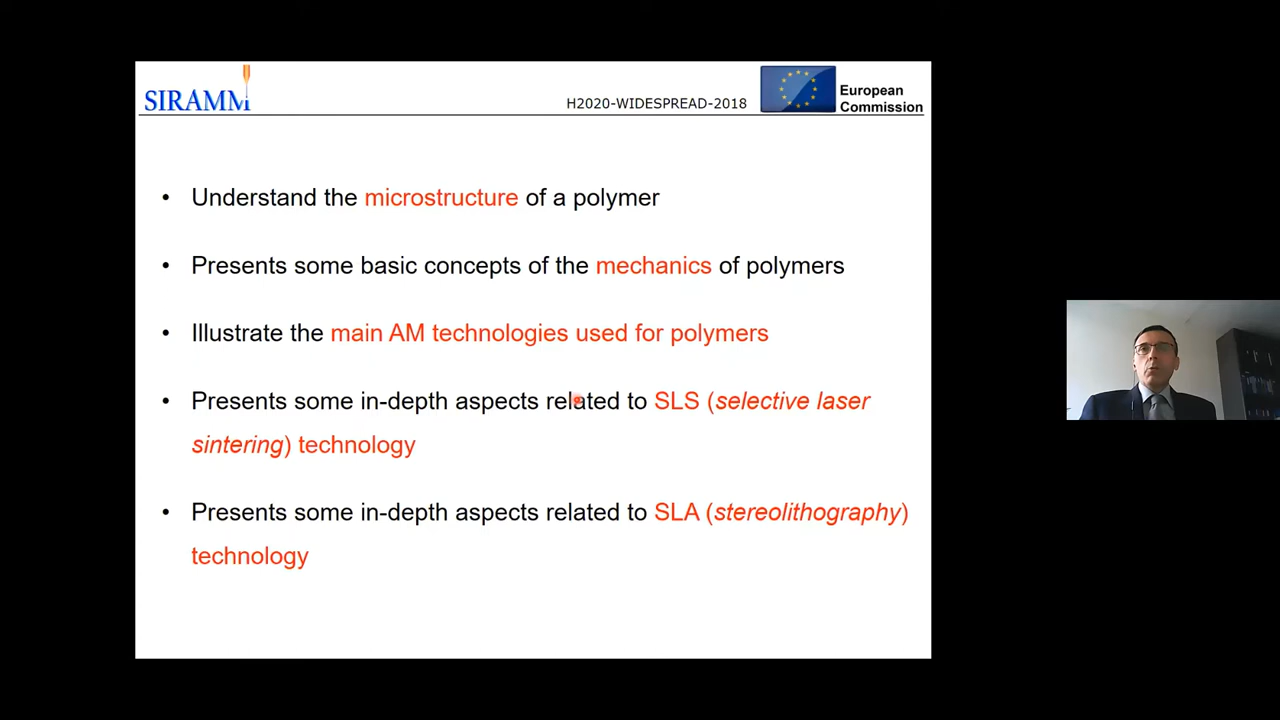 SIRAMM
H2020-WIDESPREAD-2018
European
Commission
• Understand the microstructure of a polymer
• Presents some basic concepts of the mechanics of polymers
• Illustrate the main AM technologies used for polymers
• Presents some in-depth aspects related to SLS (selective laser
sintering) technology
• Presents some in-depth aspects related to SLA (stereolithography)
technology